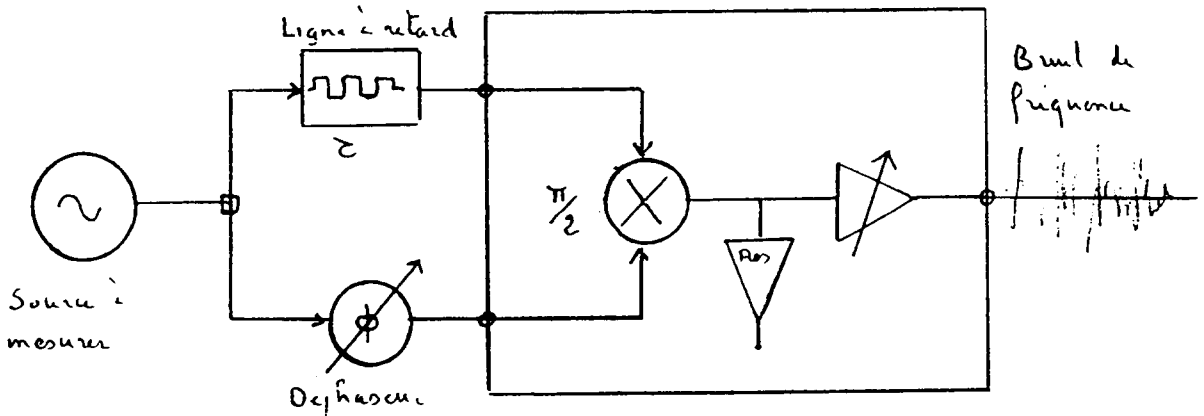 Ligne à retard
τ
Bruit de
fréquence
π/2
Source à
mesurer
φ
Déphaseur